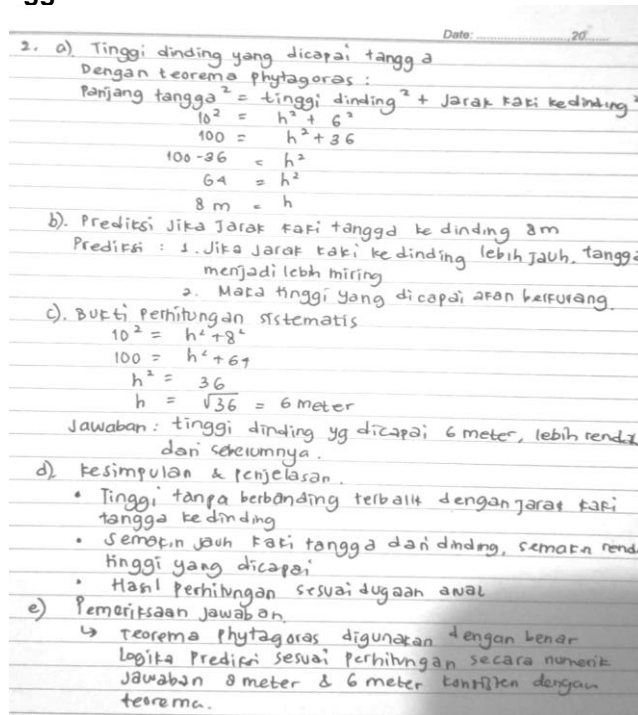 Date: ........................ 20.......
2. a) Tinggi dinding yang dicapai tangga
Dengan teorema phytagoras :
Panjang tangga² = tinggi dinding² + Jarak kaki ke dinding²
10² = h² + 6²
100 = h² + 36
100 - 36 = h²
64 = h²
8 m = h
b). Prediksi Jika Jarak kaki tangga ke dinding 8m
Prediksi : 1. Jika Jarak kaki ke dinding lebih Jauh, tangga
menjadi lebih miring
2. Maka tinggi yang dicapai akan berkurang.
c). Bukti perhitungan sistematis
10² = h² + 8²
100 = h² + 64
h² = 36
h = √36 = 6 meter
Jawaban : tinggi dinding yg dicapai 6 meter, lebih
dari sebelumnya.
d). kesimpulan & penjelasan.
• Tinggi tanpa berbanding terbalik dengan jarak kaki
tangga ke dinding
• semakin jauh kaki tangga dari dinding, semakin
tinggi yang dicapai
• Hasil perhitungan sesuai dugaan awal
e) Pemeriksaan jawaban.
↳ Teorema phytagoras digunakan dengan benar
Logika Prediksi sesuai perhitungan secara numerik
Jawaban 8 meter & 6 meter konsisten dengan
teorema.